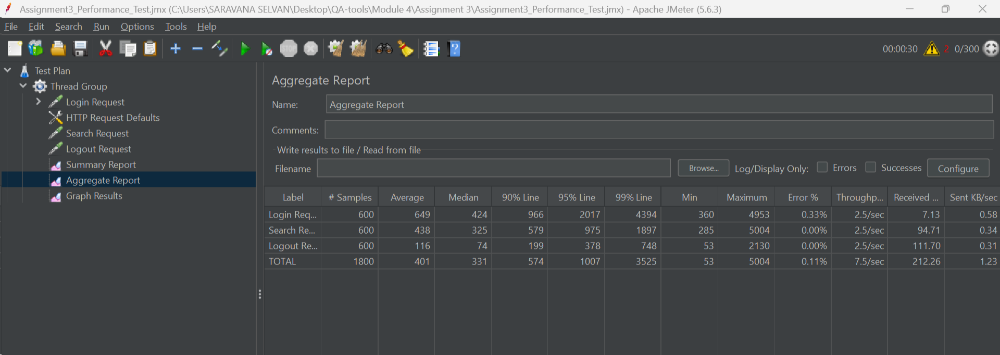 Assignment3_Performance_Test.jmx (C:\Users\SARAVANA SELVAN\Desktop\QA-tools\Module 4\Assignment 3\Assignment3_Performance_Test.jmx) - Apache JMeter (5.6.3)
File Edit Search Run Options Tools Help
STOP 00:00:30 2 0/300
Test Plan
Thread Group
Login Request
HTTP Request Defaults
Search Request
Logout Request
Summary Report
Aggregate Report
Graph Results
Aggregate Report
Name: Aggregate Report
Comments:
Write results to file / Read from file
Filename Browse... Log/Display Only: Errors Successes Configure
Label # Samples Average Median 90% Line 95% Line 99% Line Min Maximum Error % Throughp... Received ... Sent KB/sec
Login Req... 600 649 424 966 2017 4394 360 4953 0.33% 2.5/sec 7.13 0.58
Search Re... 600 438 325 579 975 1897 285 5004 0.00% 2.5/sec 94.71 0.34
Logout Re... 600 116 74 199 378 748 53 2130 0.00% 2.5/sec 111.70 0.31
TOTAL 1800 401 331 574 1007 3525 53 5004 0.11% 7.5/sec 212.26 1.23